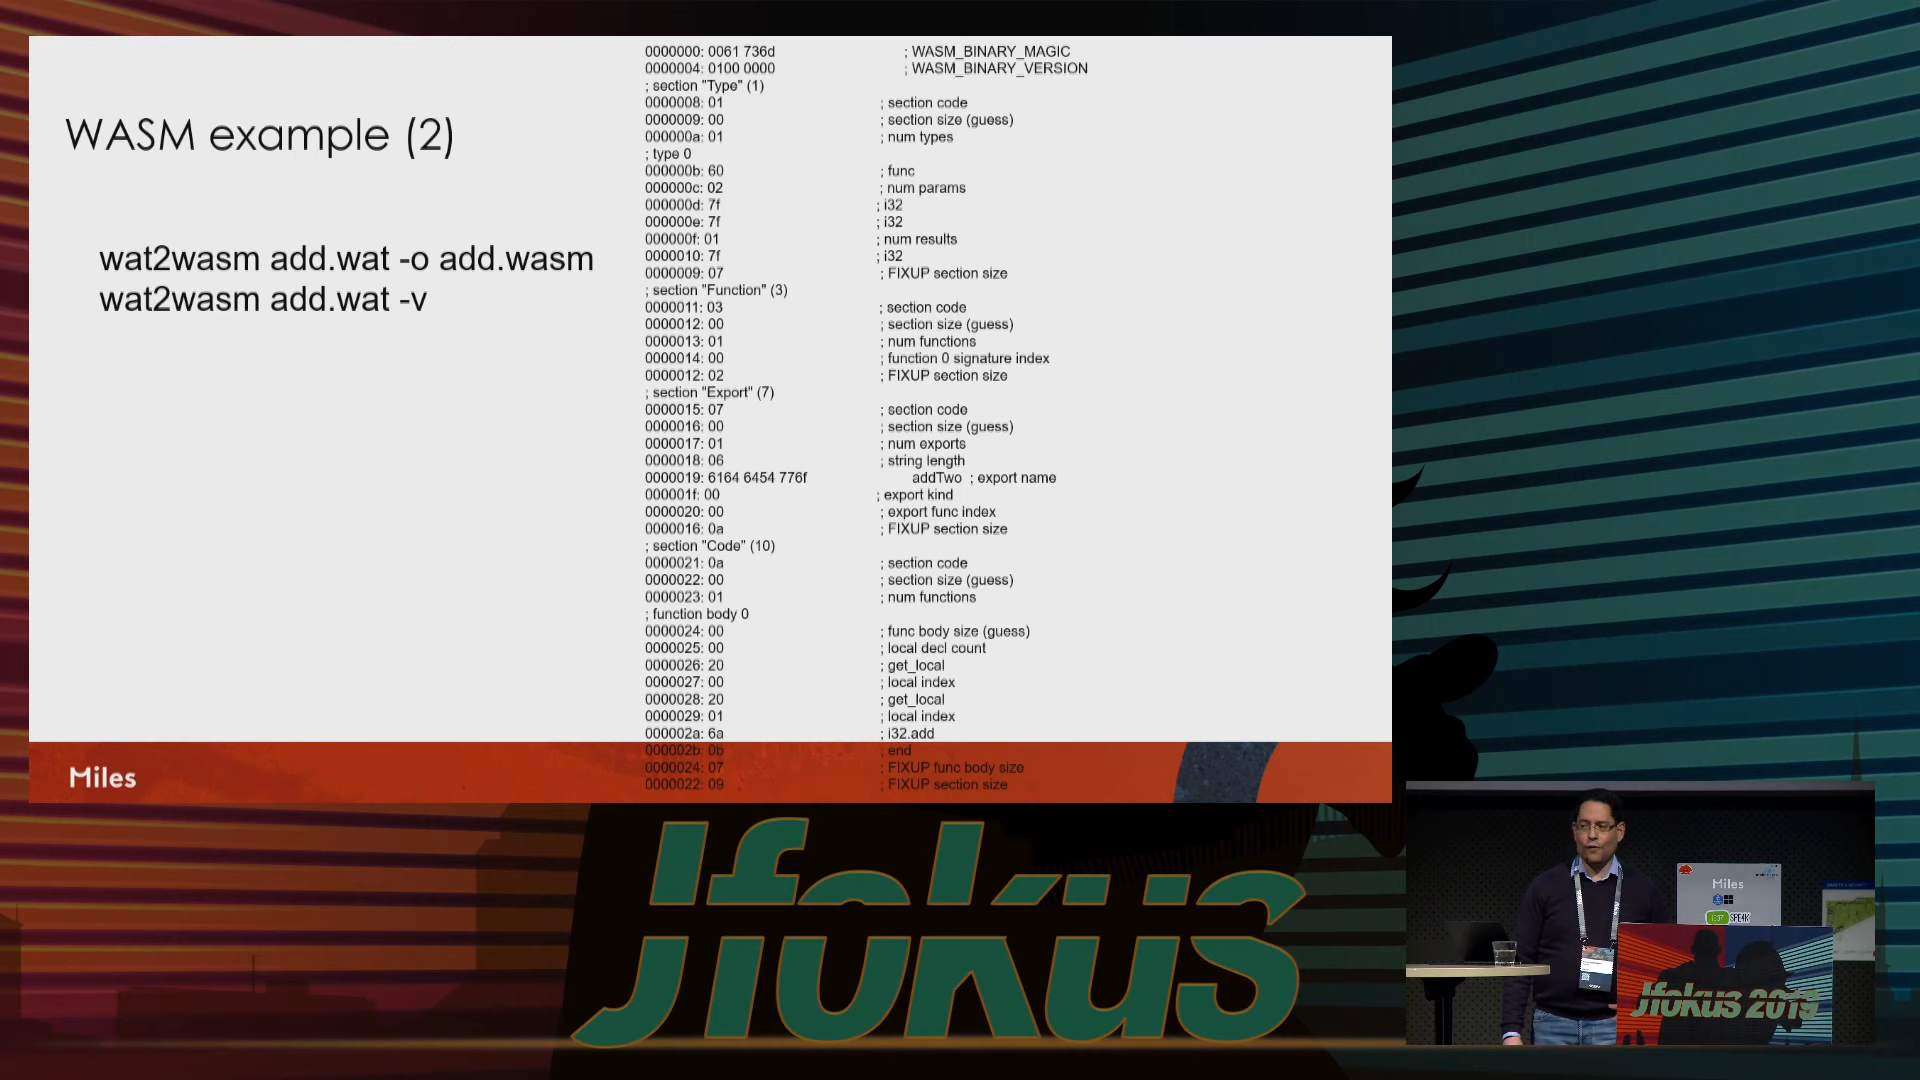 WASM example (2)
wat2wasm add.wat -o add.wasm
wat2wasm add.wat -v
0000000: 0061 736d ; WASM_BINARY_MAGIC
0000004: 0100 0000 ; WASM_BINARY_VERSION
; section "Type" (1)
0000008: 01 ; section code
0000009: 00 ; section size (guess)
000000a: 01 ; num types
; type 0
000000b: 60 ; func
000000c: 02 ; num params
000000d: 7f ; i32
000000e: 7f ; i32
000000f: 01 ; num results
0000010: 7f ; i32
0000009: 07 ; FIXUP section size
; section "Function" (3)
0000011: 03 ; section code
0000012: 00 ; section size (guess)
0000013: 01 ; num functions
0000014: 00 ; function 0 signature index
0000012: 02 ; FIXUP section size
; section "Export" (7)
0000015: 07 ; section code
0000016: 00 ; section size (guess)
0000017: 01 ; num exports
0000018: 06 ; string length
0000019: 6164 6454 776f addTwo ; export name
000001f: 00 ; export kind
0000020: 00 ; export func index
0000016: 0a ; FIXUP section size
; section "Code" (10)
0000021: 0a ; section code
0000022: 00 ; section size (guess)
0000023: 01 ; num functions
; function body 0
0000024: 00 ; func body size (guess)
0000025: 00 ; local decl count
0000026: 20 ; get_local
0000027: 00 ; local index
0000028: 20 ; get_local
0000029: 01 ; local index
000002a: 6a ; i32.add
000002b: 0b ; end
0000024: 07 ; FIXUP func body size
0000022: 09 ; FIXUP section size
Miles
Jfokus
Miles
SPEAK
Jfokus 2019